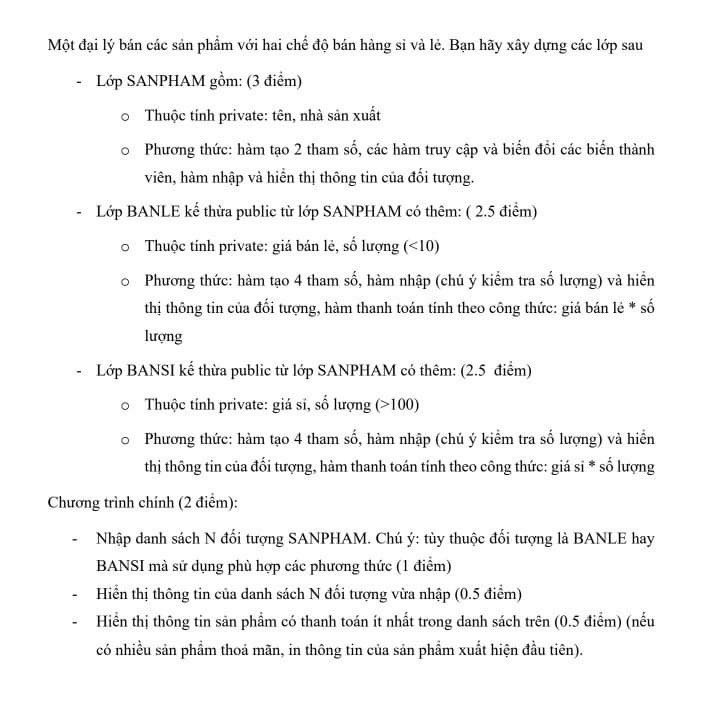 Một đại lý bán các sản phẩm với hai chế độ bán hàng sỉ và lẻ. Bạn hãy xây dựng các lớp sau
- Lớp SANPHAM gồm: (3 điểm)
o Thuộc tính private: tên, nhà sản xuất
o Phương thức: hàm tạo 2 tham số, các hàm truy cập và biến đổi các biến thành
viên, hàm nhập và hiển thị thông tin của đối tượng.
- Lớp BANLE kế thừa public từ lớp SANPHAM có thêm: ( 2.5 điểm)
o Thuộc tính private: giá bán lẻ, số lượng (<10)
o Phương thức: hàm tạo 4 tham số, hàm nhập (chú ý kiểm tra số lượng) và hiển
thị thông tin của đối tượng, hàm thanh toán tính theo công thức: giá bán lẻ * số
lượng
- Lớp BANSI kế thừa public từ lớp SANPHAM có thêm: (2.5 điểm)
o Thuộc tính private: giá sỉ, số lượng (>100)
o Phương thức: hàm tạo 4 tham số, hàm nhập (chú ý kiểm tra số lượng) và hiển
thị thông tin của đối tượng, hàm thanh toán tính theo công thức: giá sỉ * số lượng
Chương trình chính (2 điểm):
- Nhập danh sách N đối tượng SANPHAM. Chú ý: tùy thuộc đối tượng là BANLE hay
BANSI mà sử dụng phù hợp các phương thức (1 điểm)
- Hiển thị thông tin của danh sách N đối tượng vừa nhập (0.5 điểm)
- Hiển thị thông tin sản phẩm có thanh toán ít nhất trong danh sách trên (0.5 điểm) (nếu
có nhiều sản phẩm thoả mãn, in thông tin của sản phẩm xuất hiện đầu tiên).